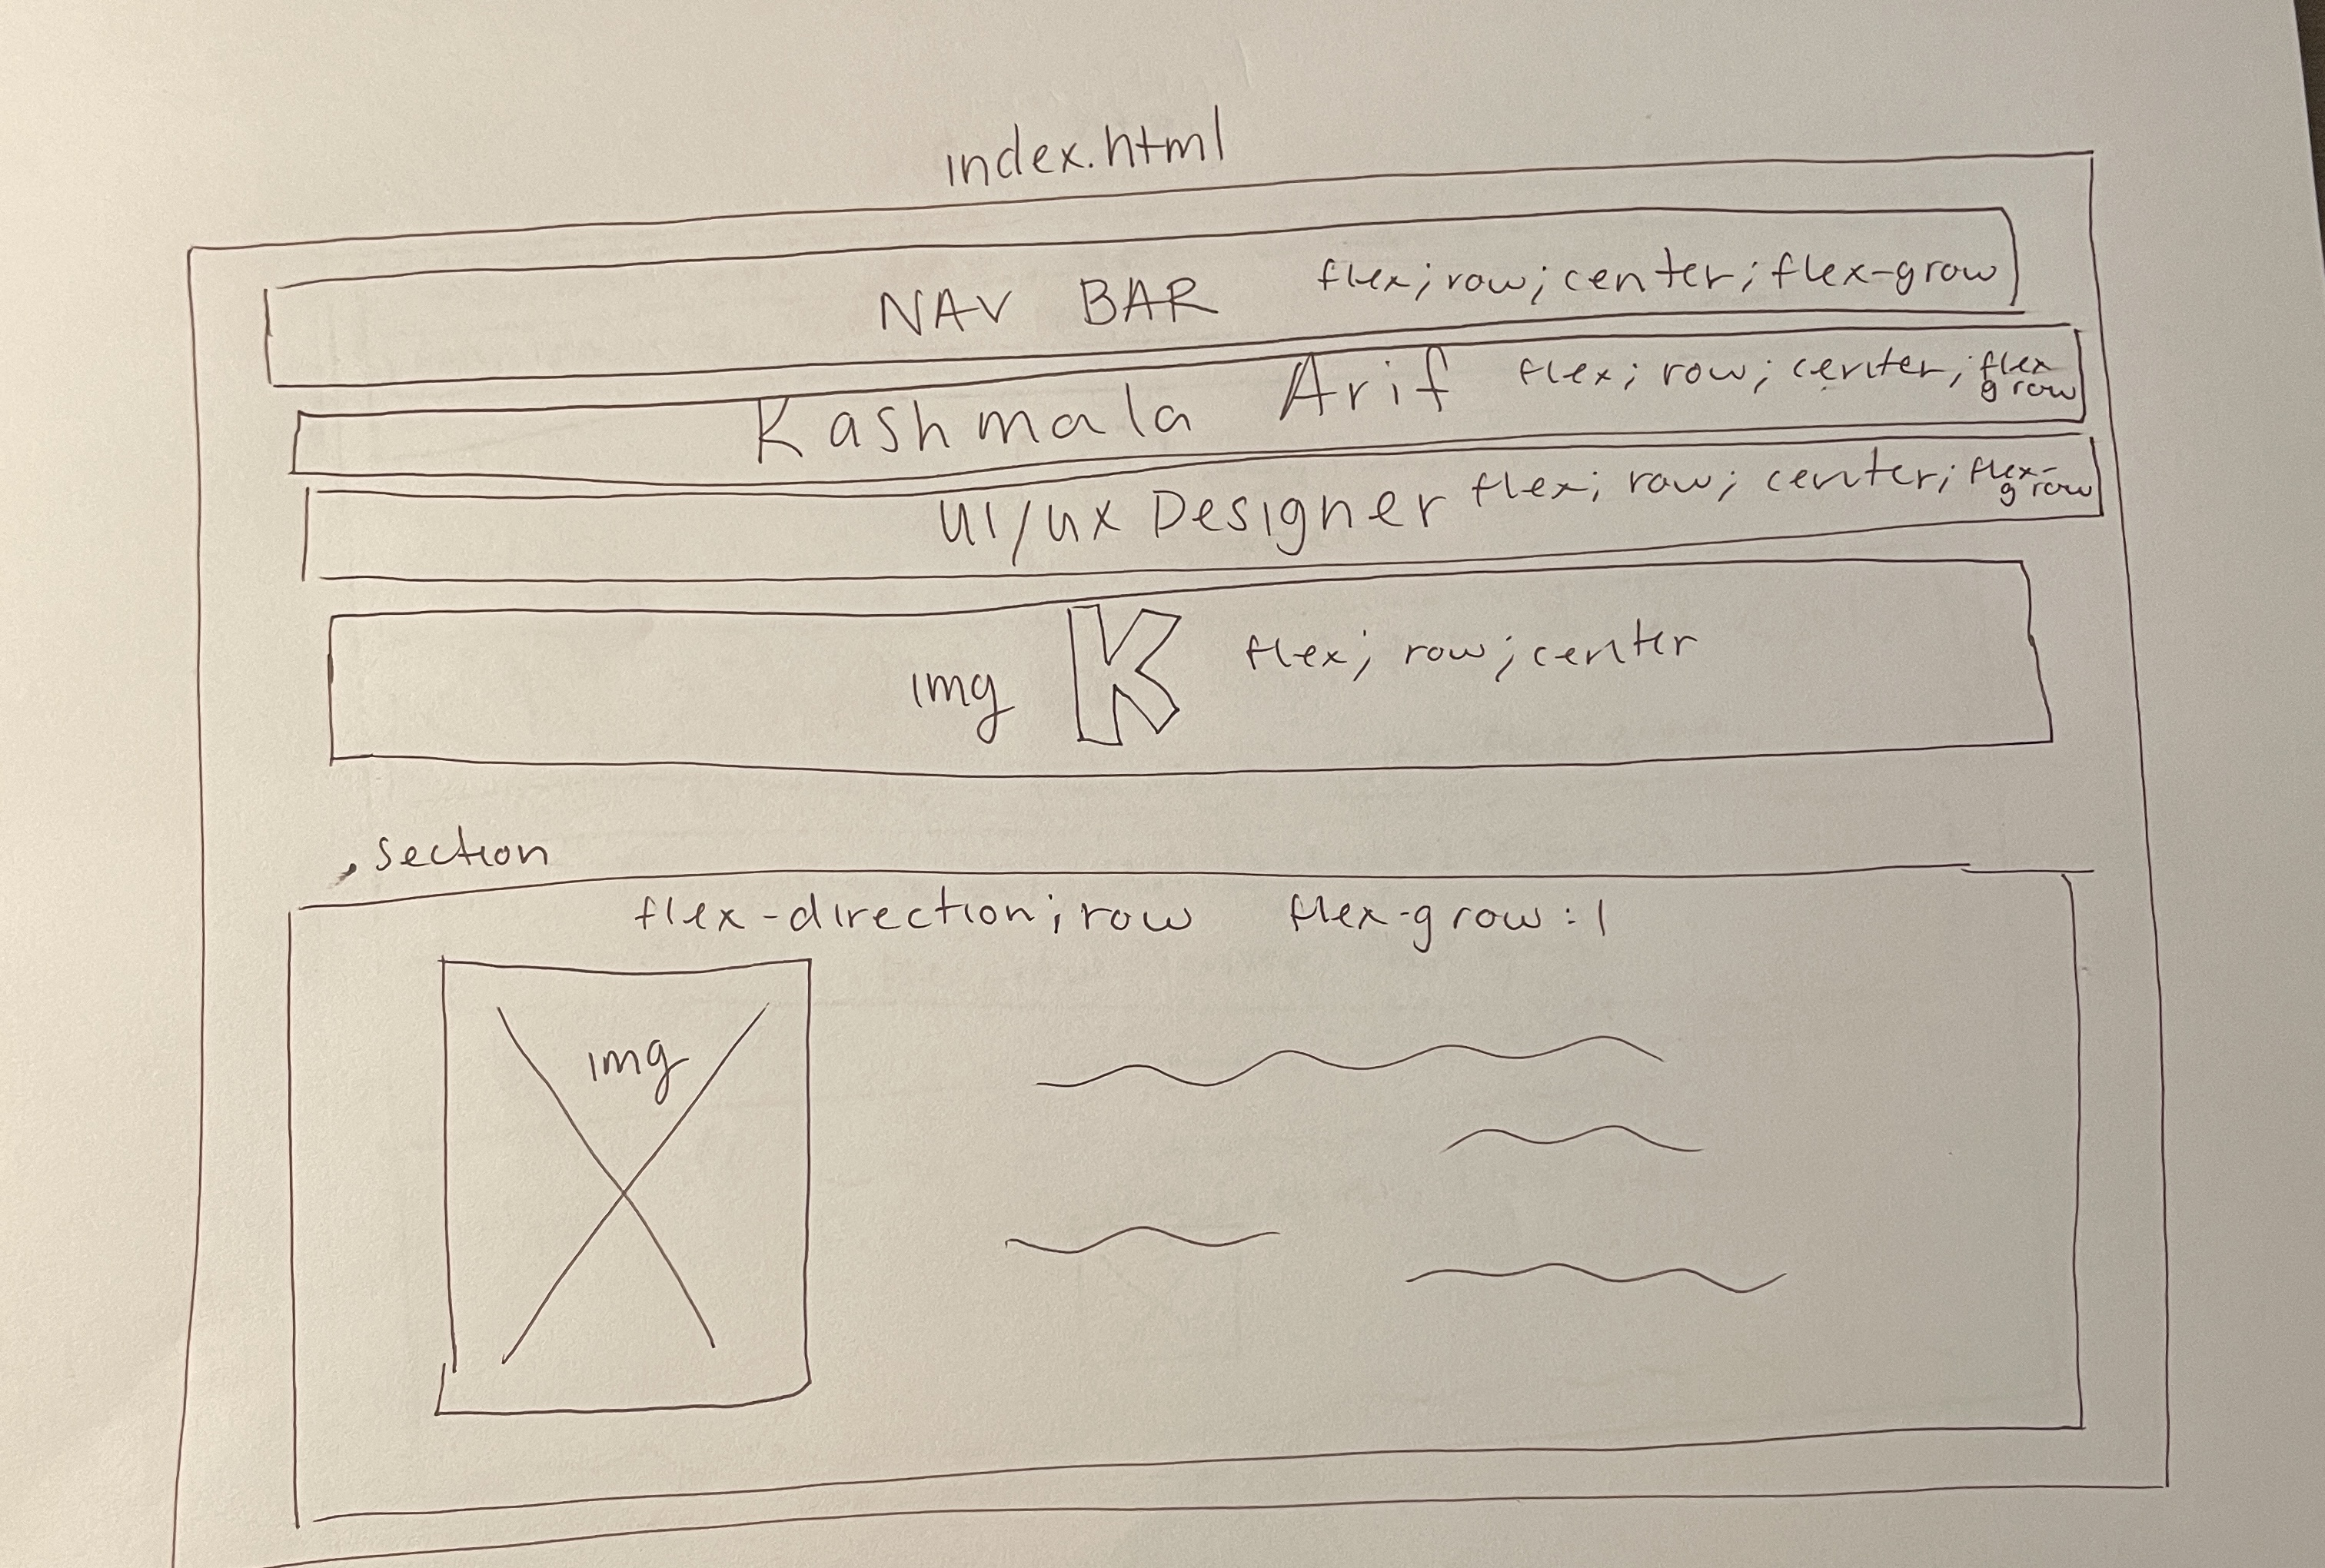 index.html
NAV BAR flex; row; center; flex-grow
Kashmala Arif flex; row; center; flex
grow
UI/UX Designer flex; row; center; flex-
grow
img K flex; row; center
.section
flex-direction; row flex-grow: 1
img